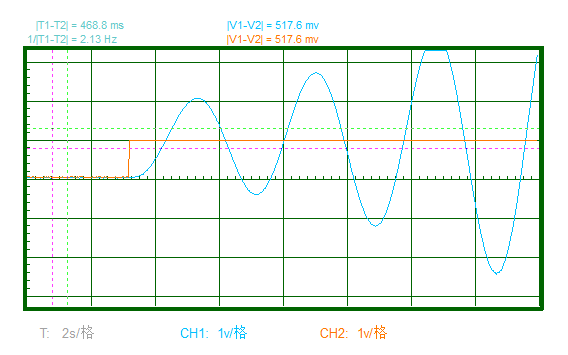 |T1-T2| = 468.8 ms |V1-V2| = 517.6 mv
1/|T1-T2| = 2.13 Hz |V1-V2| = 517.6 mv
T: 2s/格 CH1: 1v/格 CH2: 1v/格